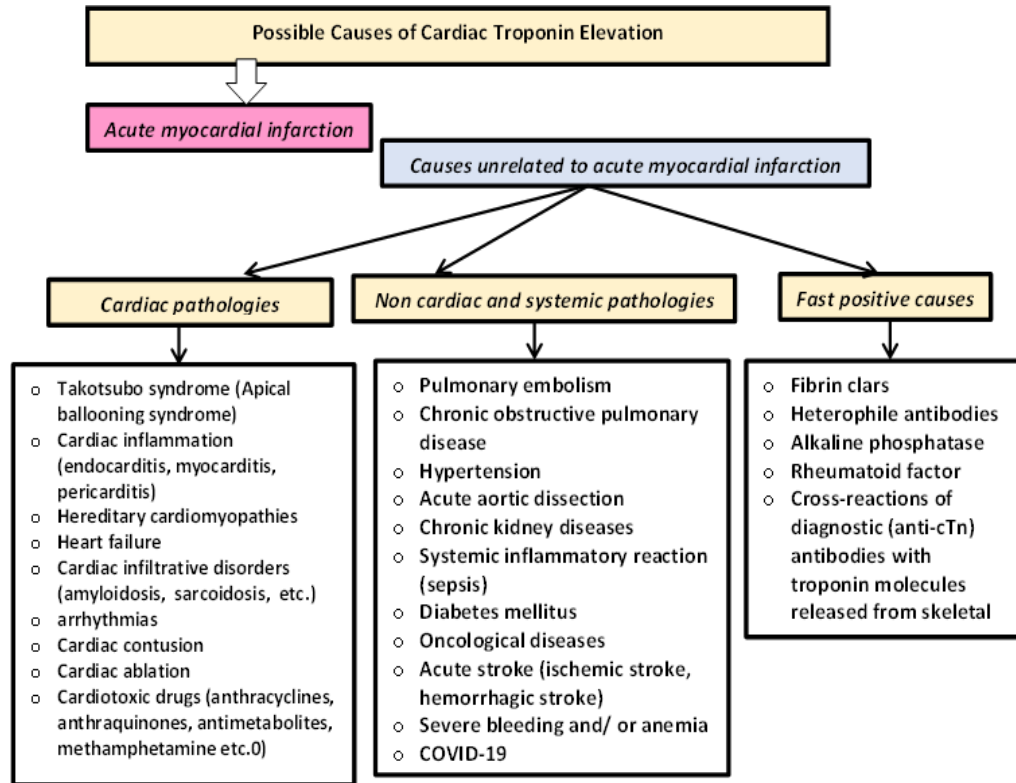 Possible Causes of Cardiac Troponin Elevation
Acute myocardial infarction
Causes unrelated to acute myocardial infarction
Cardiac pathologies
Non cardiac and systemic pathologies
Fast positive causes
o Takotsubo syndrome (Apical
ballooning syndrome)
o Cardiac inflammation
(endocarditis, myocarditis,
pericarditis)
o Hereditary cardiomyopathies
o Heart failure
o Cardiac infiltrative disorders
(amyloidosis, sarcoidosis, etc.)
o arrhythmias
o Cardiac contusion
o Cardiac ablation
o Cardiotoxic drugs (anthracyclines,
anthraquinones, antimetabolites,
methamphetamine etc.0)
o Pulmonary embolism
o Chronic obstructive pulmonary
disease
o Hypertension
o Acute aortic dissection
o Chronic kidney diseases
o Systemic inflammatory reaction
(sepsis)
o Diabetes mellitus
o Oncological diseases
o Acute stroke (ischemic stroke,
hemorrhagic stroke)
o Severe bleeding and/ or anemia
o COVID-19
o Fibrin clars
o Heterophile antibodies
o Alkaline phosphatase
o Rheumatoid factor
o Cross-reactions of
diagnostic (anti-cTn)
antibodies with
troponin molecules
released from skeletal